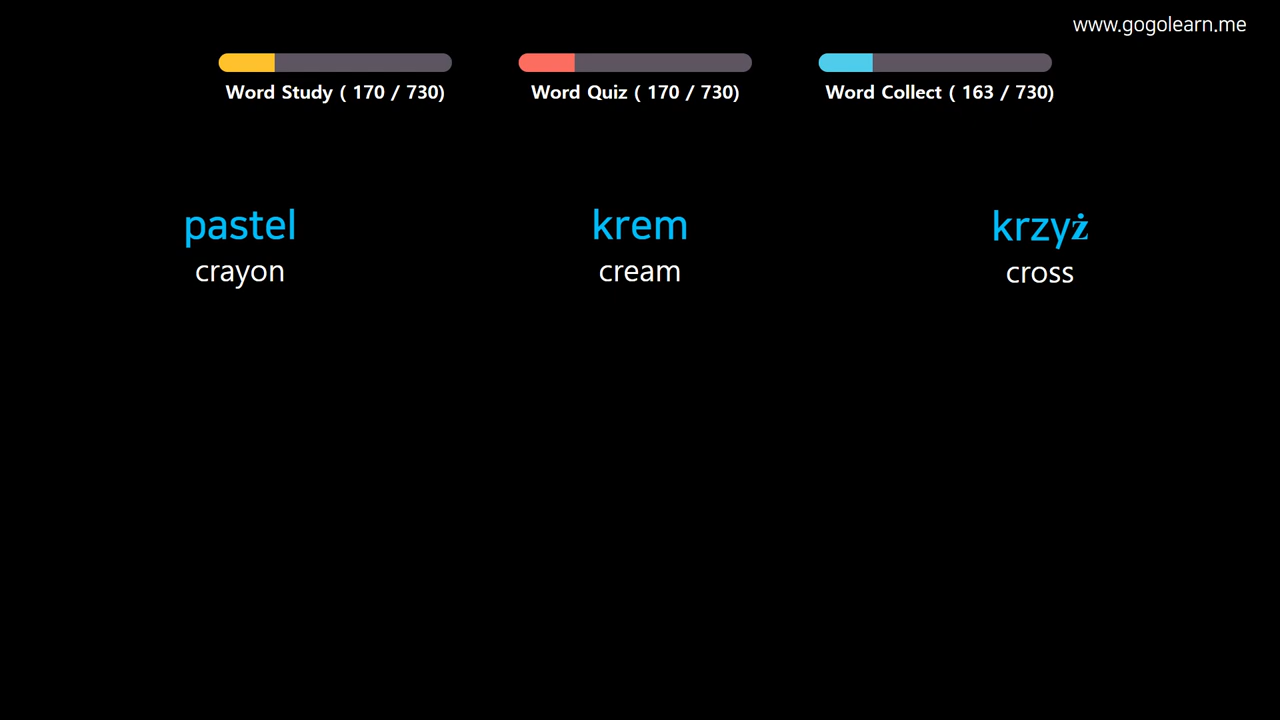 www.gogolearn.me
Word Study ( 170 / 730)
Word Quiz ( 170 / 730)
Word Collect ( 163 / 730)
pastel
crayon
krem
cream
krzyż
cross